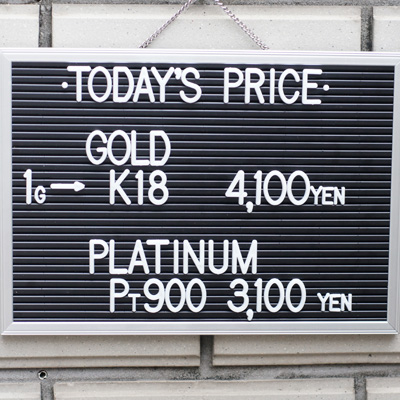 ·TODAY'S PRICE·
GOLD
1G→ K18 4,100YEN
PLATINUM
PT900 3,100 YEN